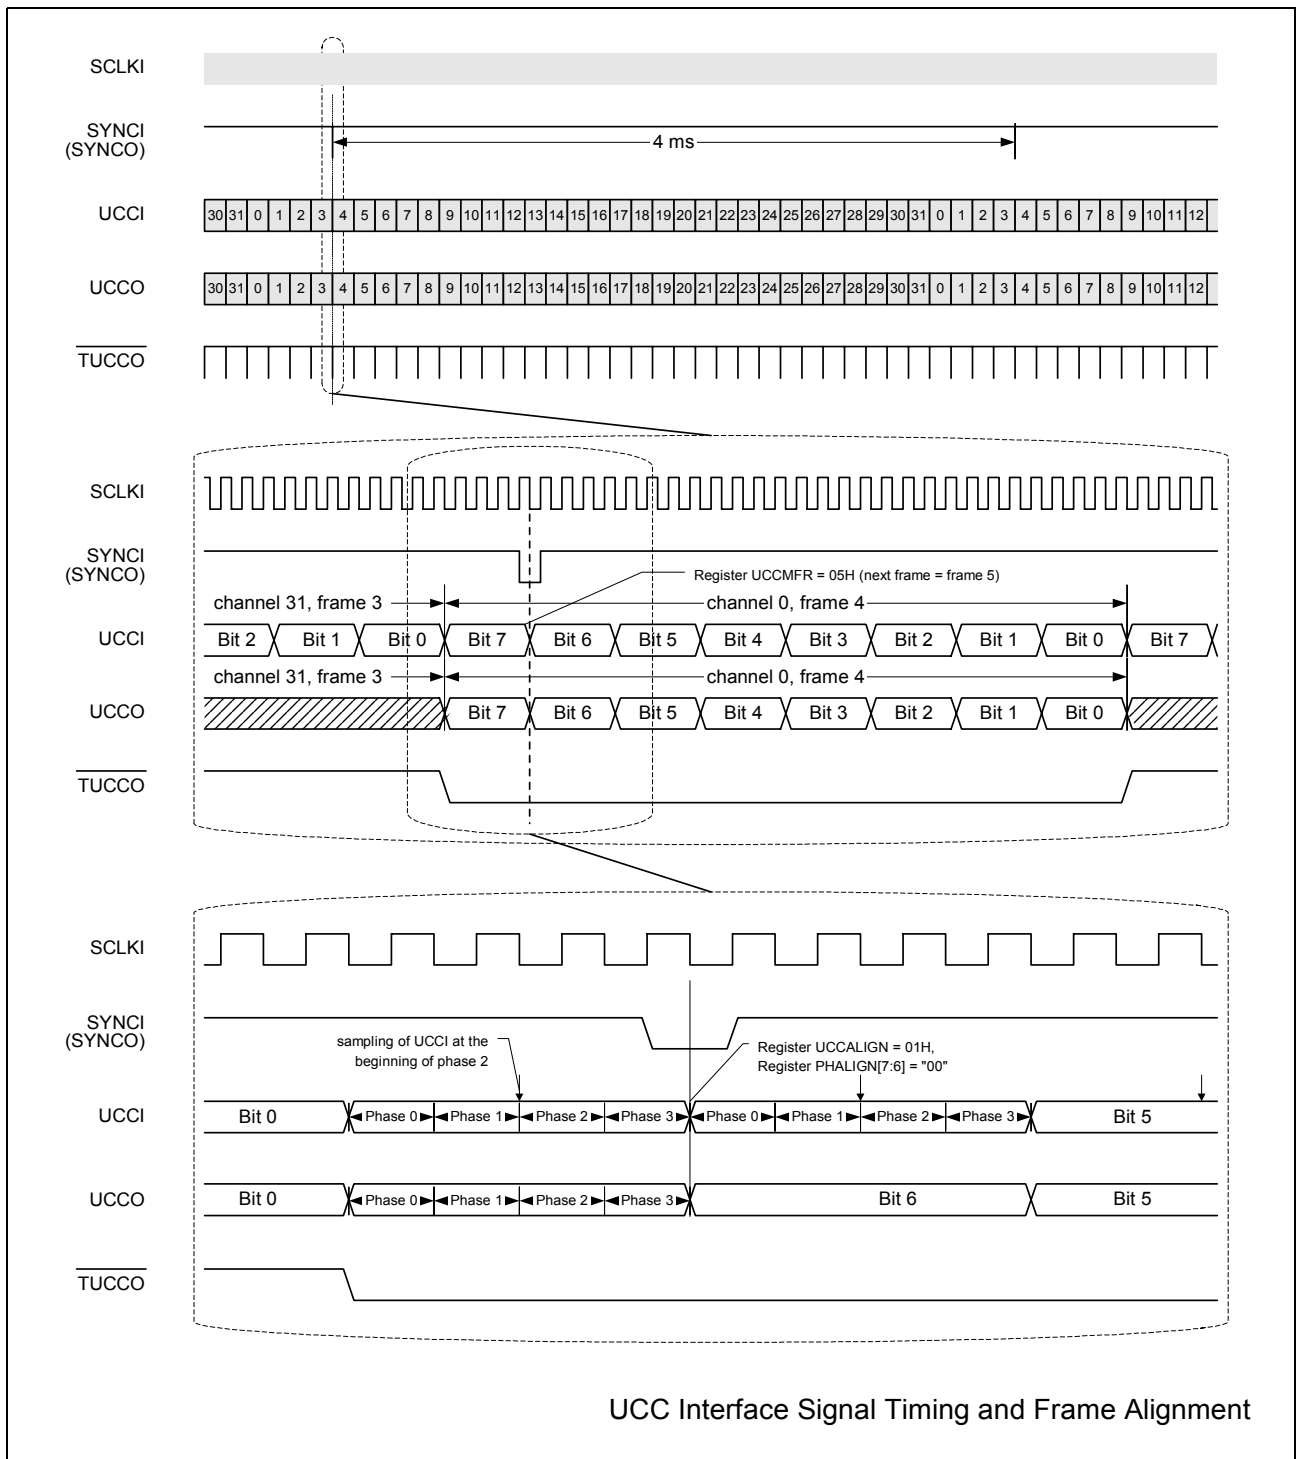 SCLKI
SYNCI
(SYNCO)
4 ms
UCCI
30 31 0 1 2 3 4 5 6 7 8 9 10 11 12 13 14 15 16 17 18 19 20 21 22 23 24 25 26 27 28 29 30 31 0 1 2 3 4 5 6 7 8 9 10 11 12
UCCO
30 31 0 1 2 3 4 5 6 7 8 9 10 11 12 13 14 15 16 17 18 19 20 21 22 23 24 25 26 27 28 29 30 31 0 1 2 3 4 5 6 7 8 9 10 11 12
TUCCO
SCLKI
SYNCI
(SYNCO)
Register UCCMFR = 05H (next frame = frame 5)
channel 31, frame 3 channel 0, frame 4
UCCI
Bit 2 Bit 1 Bit 0 Bit 7 Bit 6 Bit 5 Bit 4 Bit 3 Bit 2 Bit 1 Bit 0 Bit 7
channel 31, frame 3 channel 0, frame 4
UCCO
Bit 7 Bit 6 Bit 5 Bit 4 Bit 3 Bit 2 Bit 1 Bit 0
TUCCO
SCLKI
SYNCI
(SYNCO)
sampling of UCCI at the
beginning of phase 2
Register UCCALIGN = 01H,
Register PHALIGN[7:6] = "00"
UCCI
Bit 0 Phase 0 Phase 1 Phase 2 Phase 3 Phase 0 Phase 1 Phase 2 Phase 3 Bit 5
UCCO
Bit 0 Phase 0 Phase 1 Phase 2 Phase 3 Bit 6 Bit 5
TUCCO
UCC Interface Signal Timing and Frame Alignment